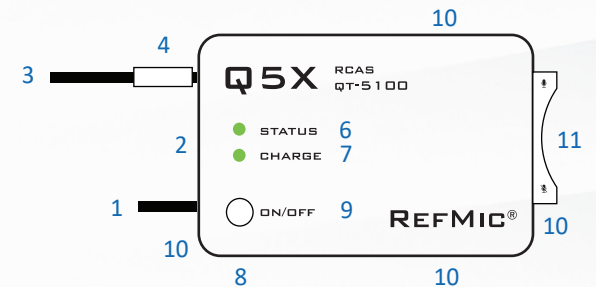 10
4
3
Q5X RCAS
QT-5100
STATUS 6
2
CHARGE 7
11
1
ON/OFF 9
REFMIC®
10
10
8
10